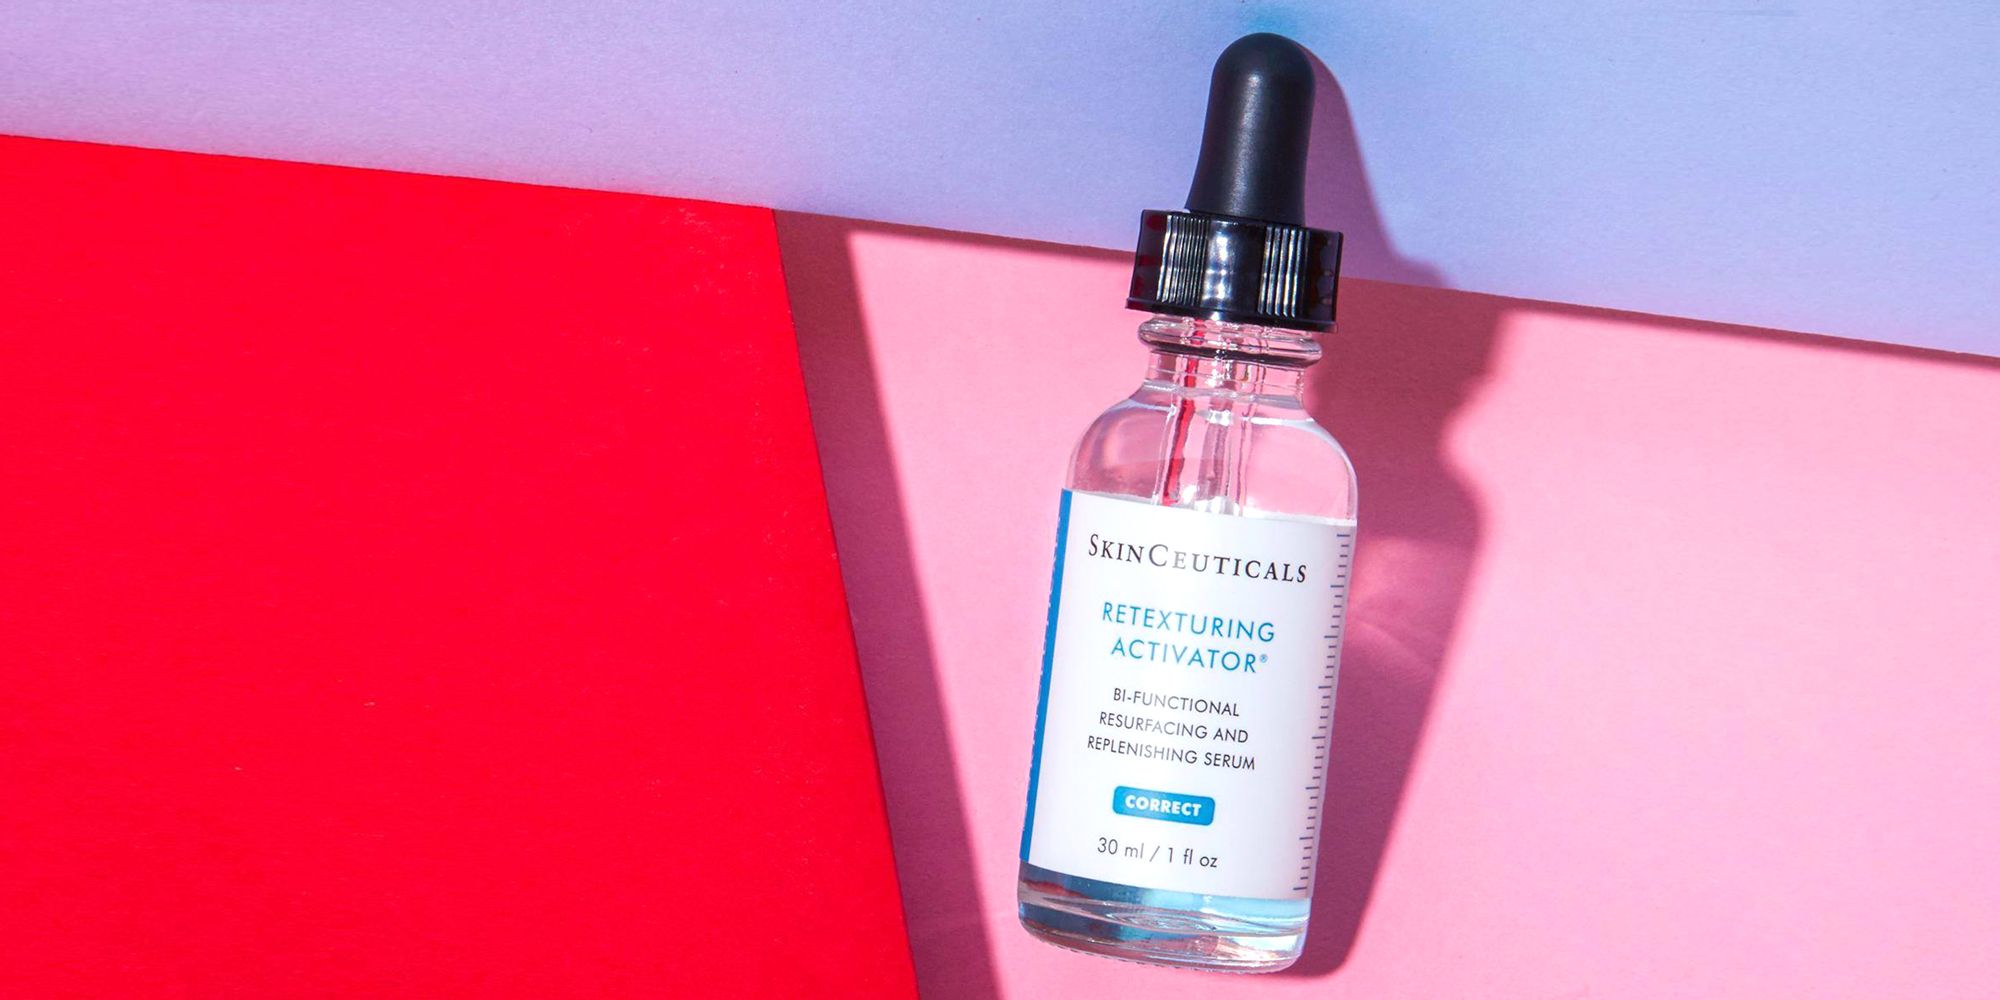 SKINCEUTICALS
RETEXTURING
ACTIVATOR®
BI-FUNCTIONAL
RESURFACING AND
REPLENISHING SERUM
CORRECT
30 ml / 1 fl oz